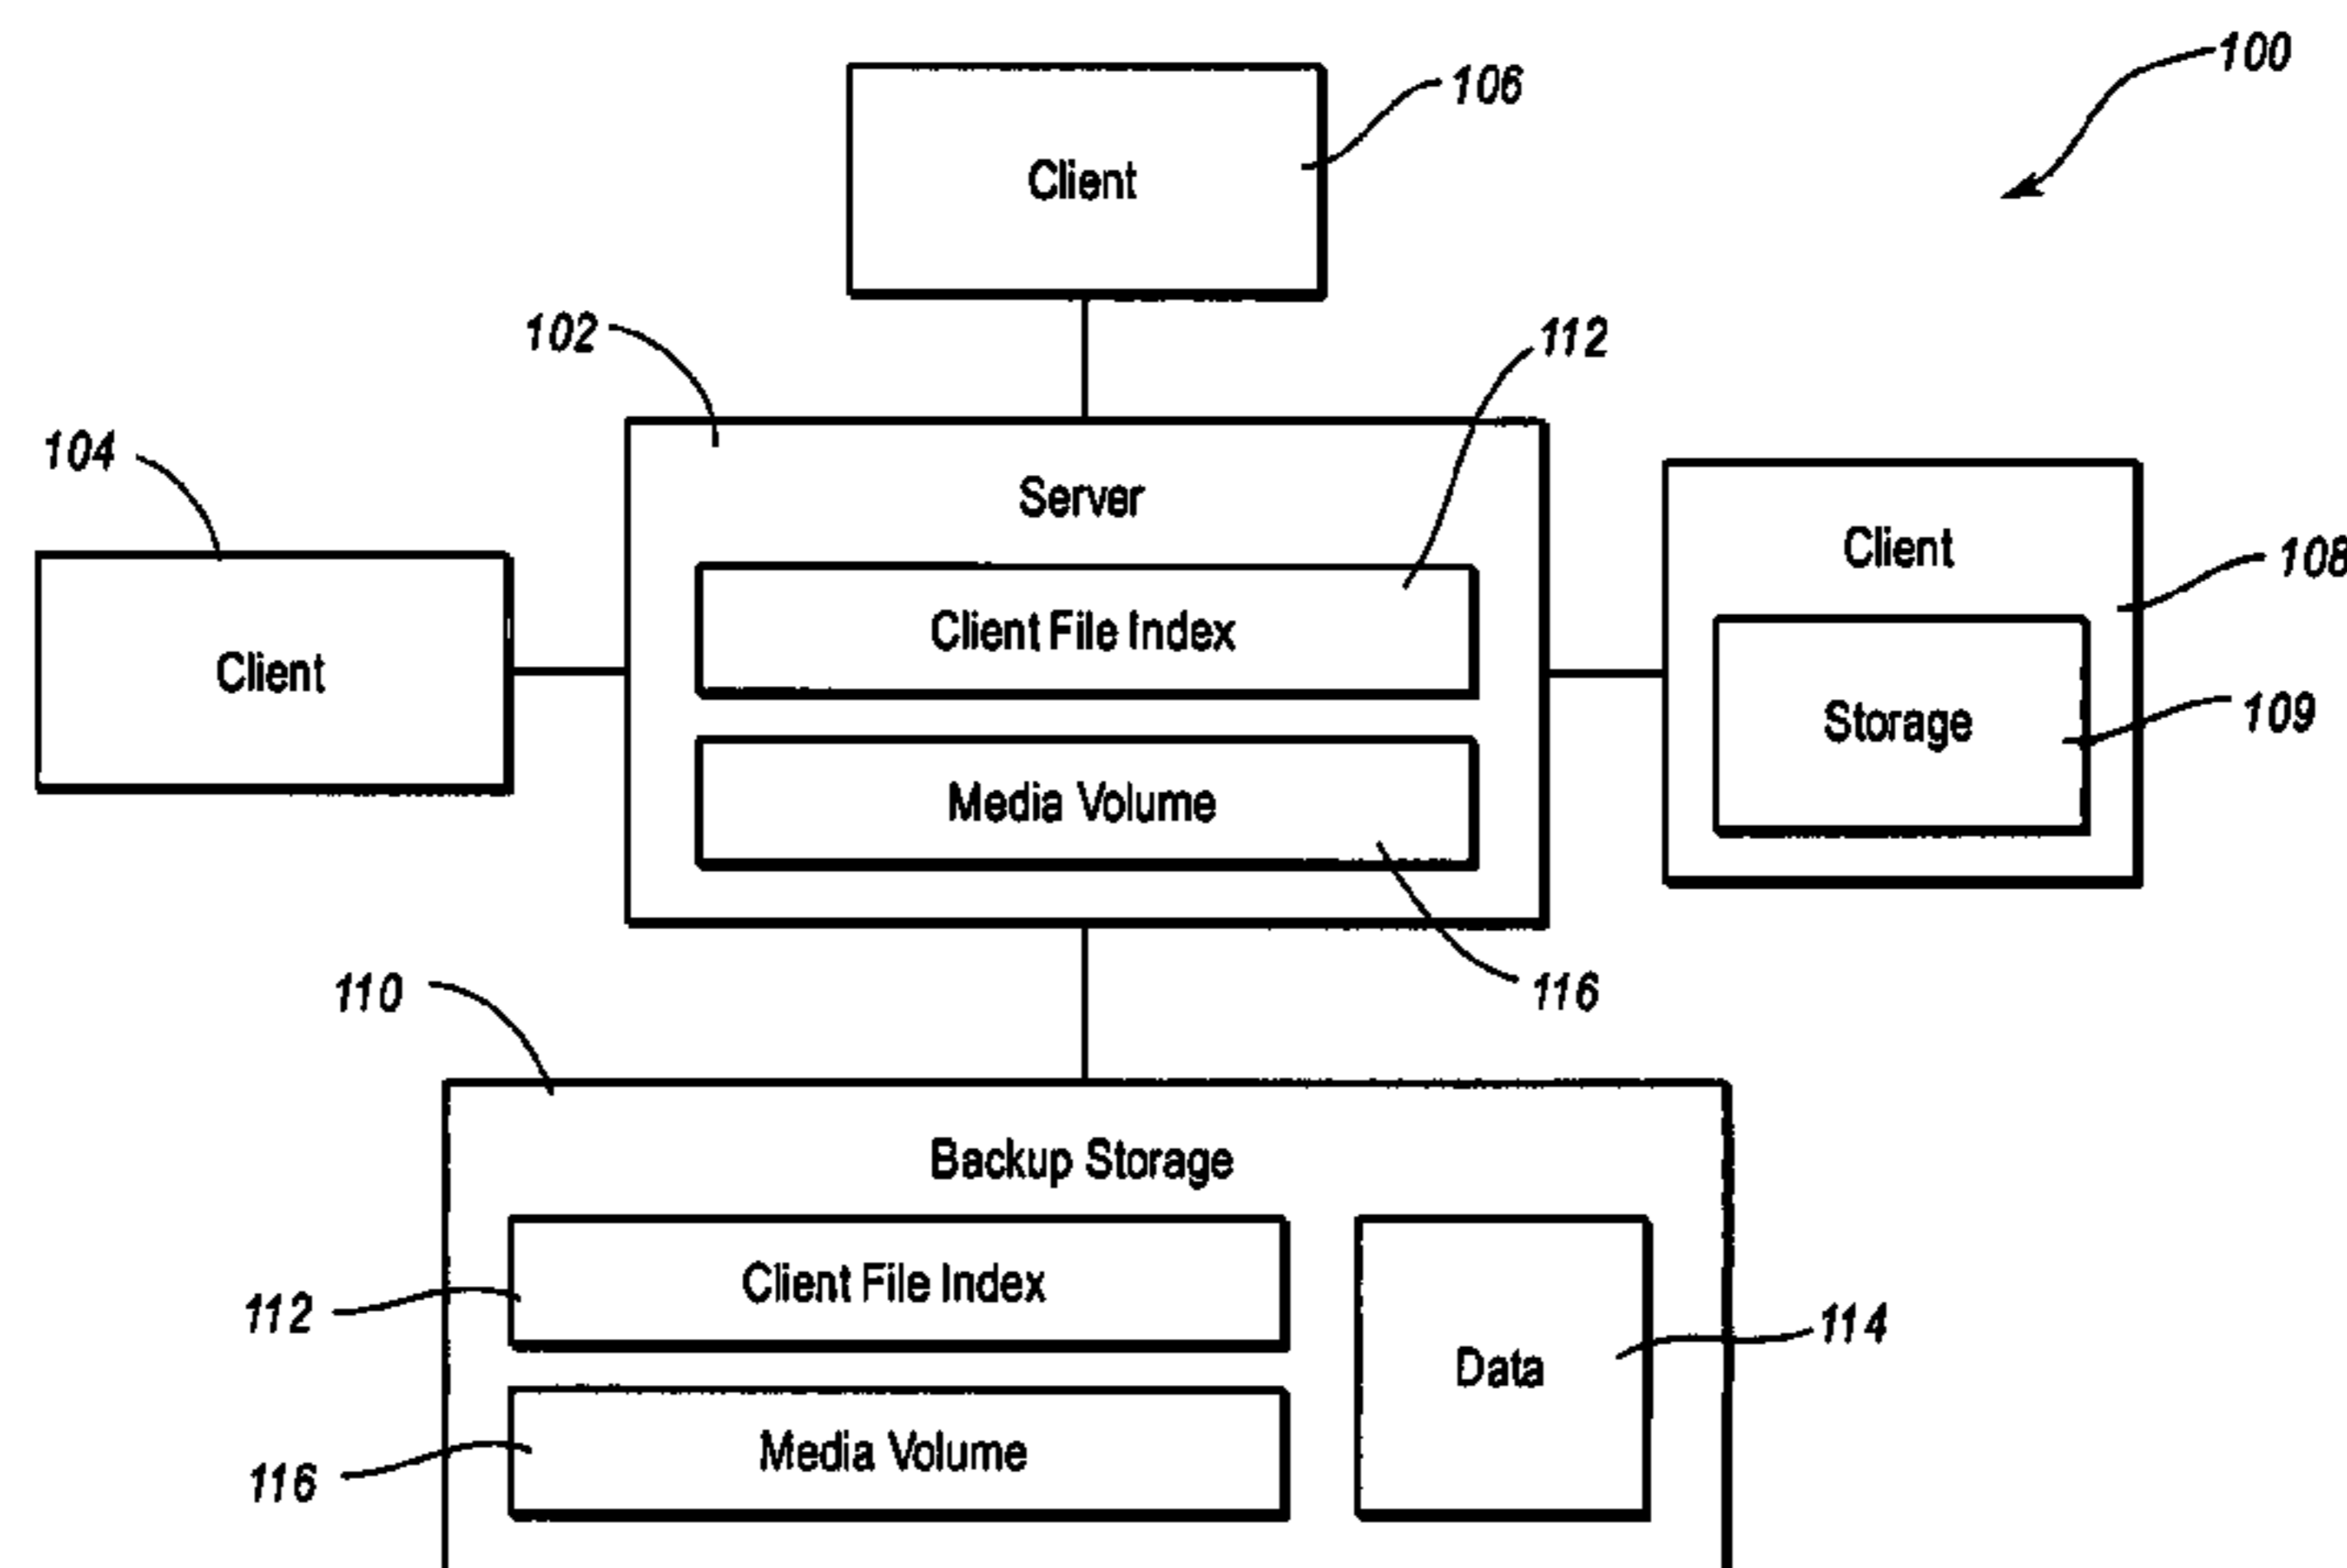 100
106
Client
102
112
104
Server
Client
108
Client File Index
Client
Storage
109
Media Volume
110
116
Backup Storage
Client File Index
112
114
Data
Media Volume
116